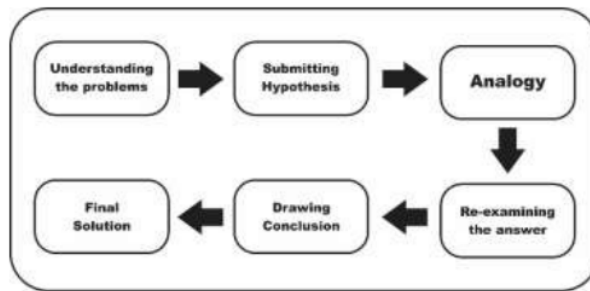 Understanding
the problems
Submitting
Hypothesis
Analogy
Re-examining
the answer
Drawing
Conclusion
Final
Solution